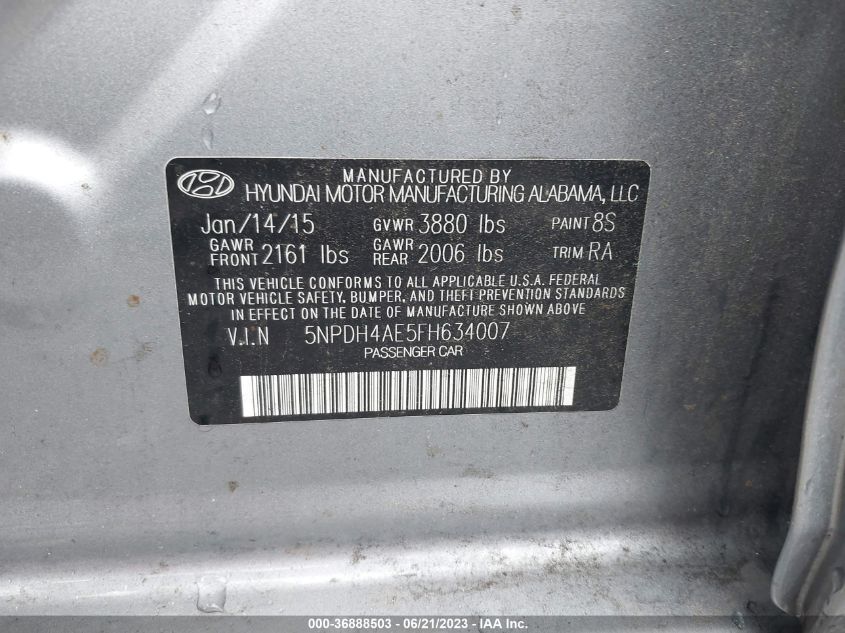 MANUFACTURED BY
HYUNDAI MOTOR MANUFACTURING ALABAMA, LLC
Jan/14/15 GVWR 3880 lbs PAINT 8S
GAWR FRONT 2161 lbs GAWR REAR 2006 lbs TRIM RA
THIS VEHICLE CONFORMS TO ALL APPLICABLE U.S.A. FEDERAL
MOTOR VEHICLE SAFETY, BUMPER, AND THEFT PREVENTION STANDARDS
IN EFFECT ON THE DATE OF MANUFACTURE SHOWN ABOVE
V.I.N 5NPDH4AE5FH634007
PASSENGER CAR
000-36888503 - 06/21/2023 - IAA Inc.